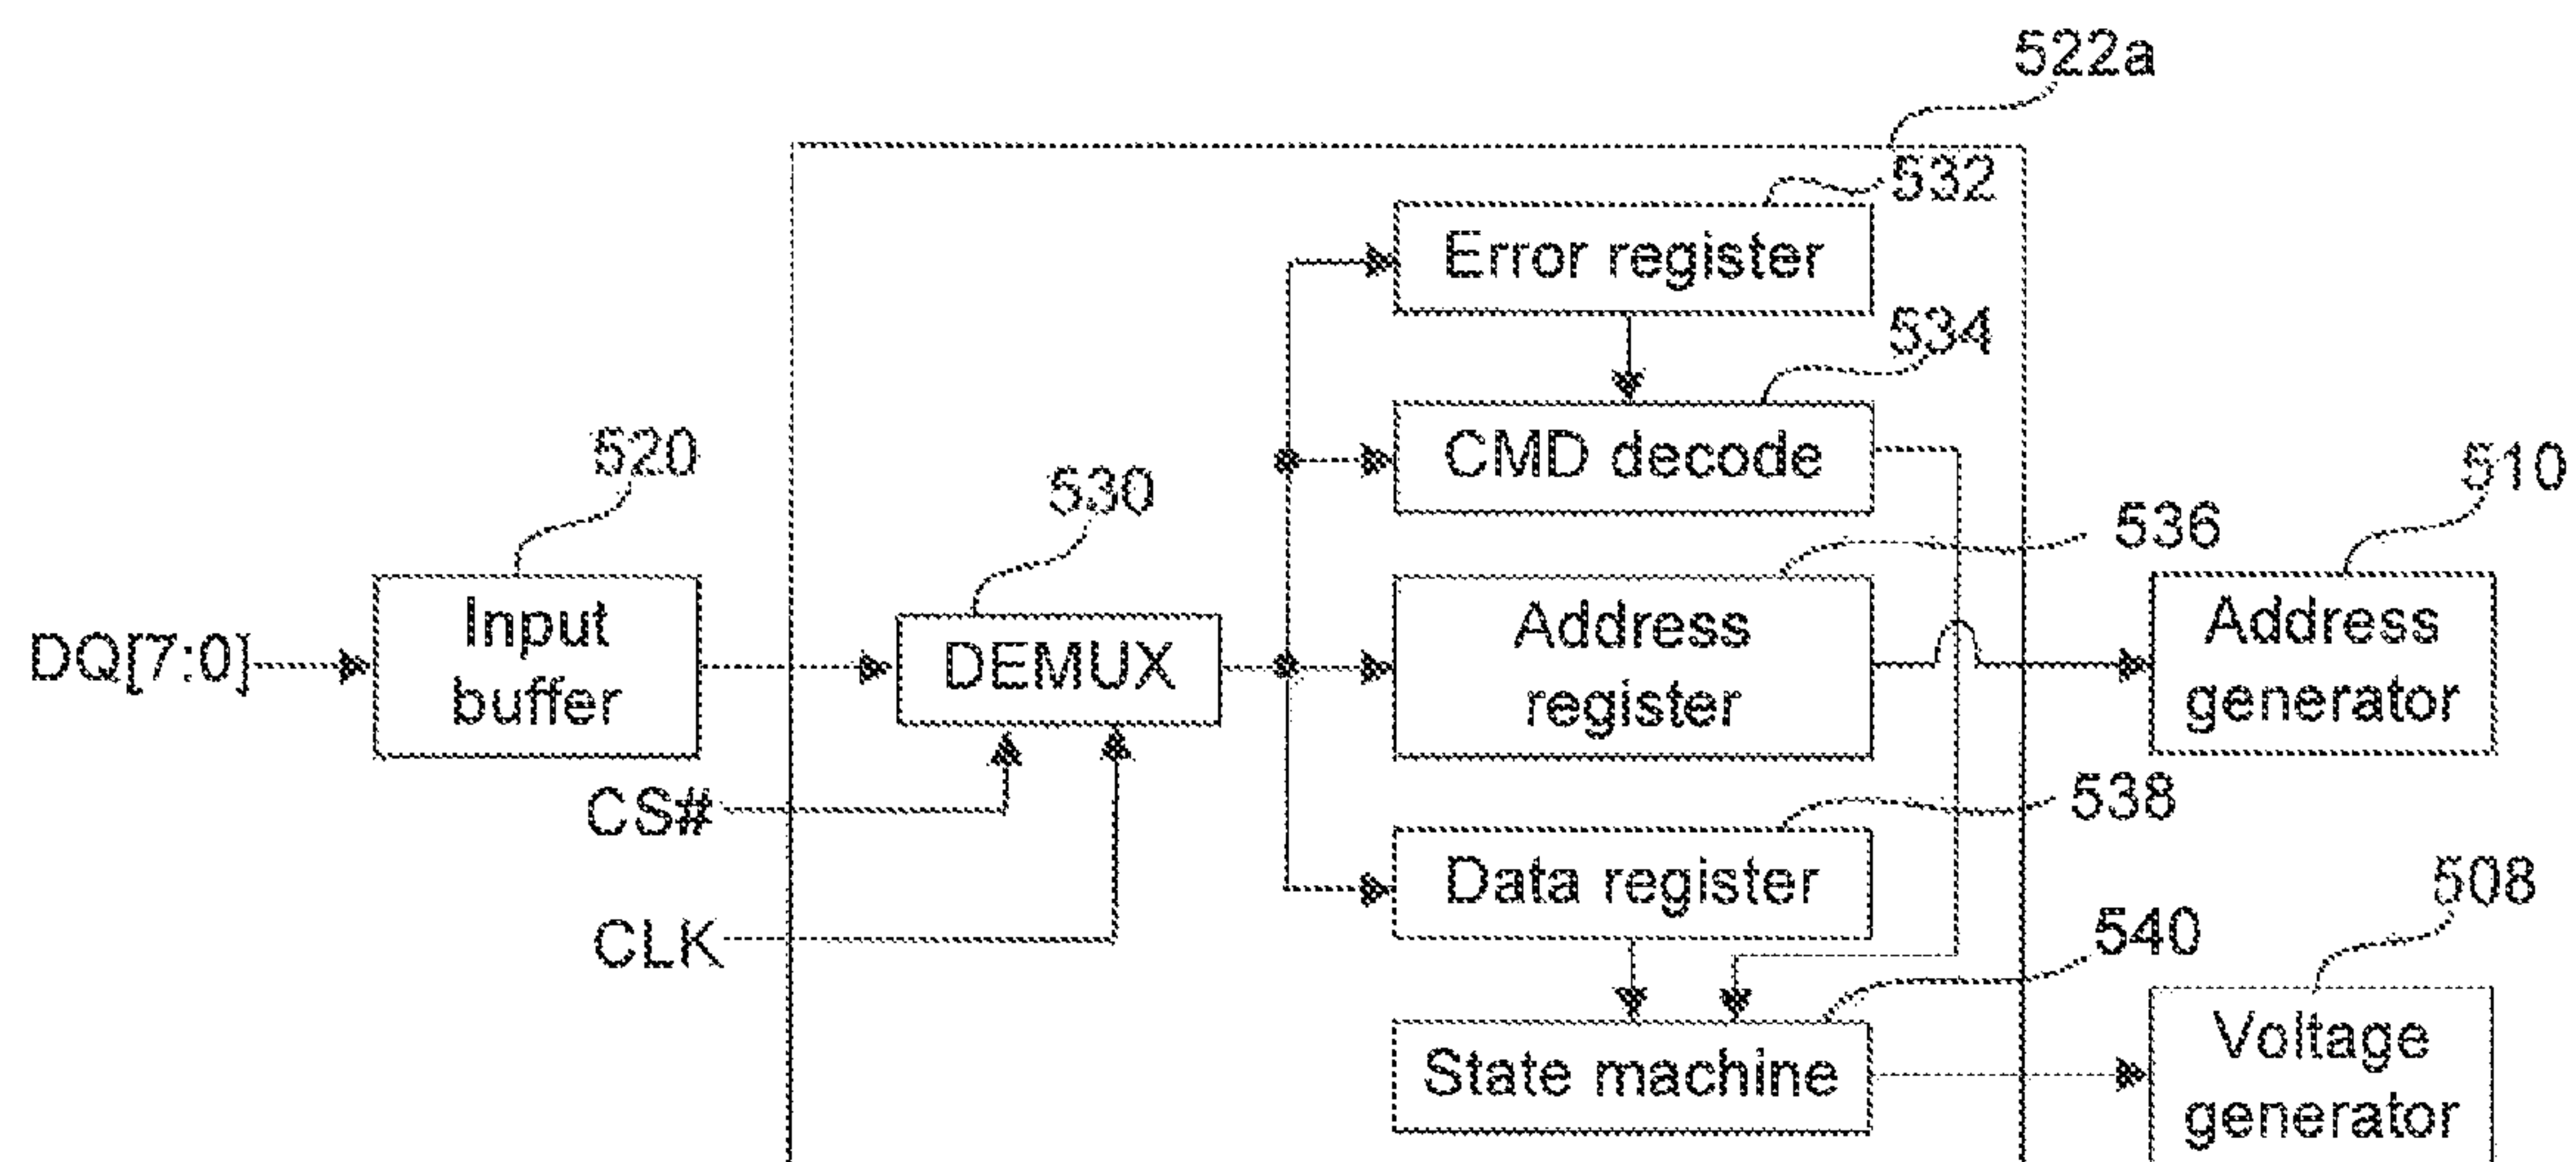 522a
532
Error register
534
CMD decode
520
530
510
536
Input
buffer
DQ[7:0]
DEMUX
Address
register
Address
generator
CS#
538
Data register
508
CLK
540
State machine
Voltage
generator